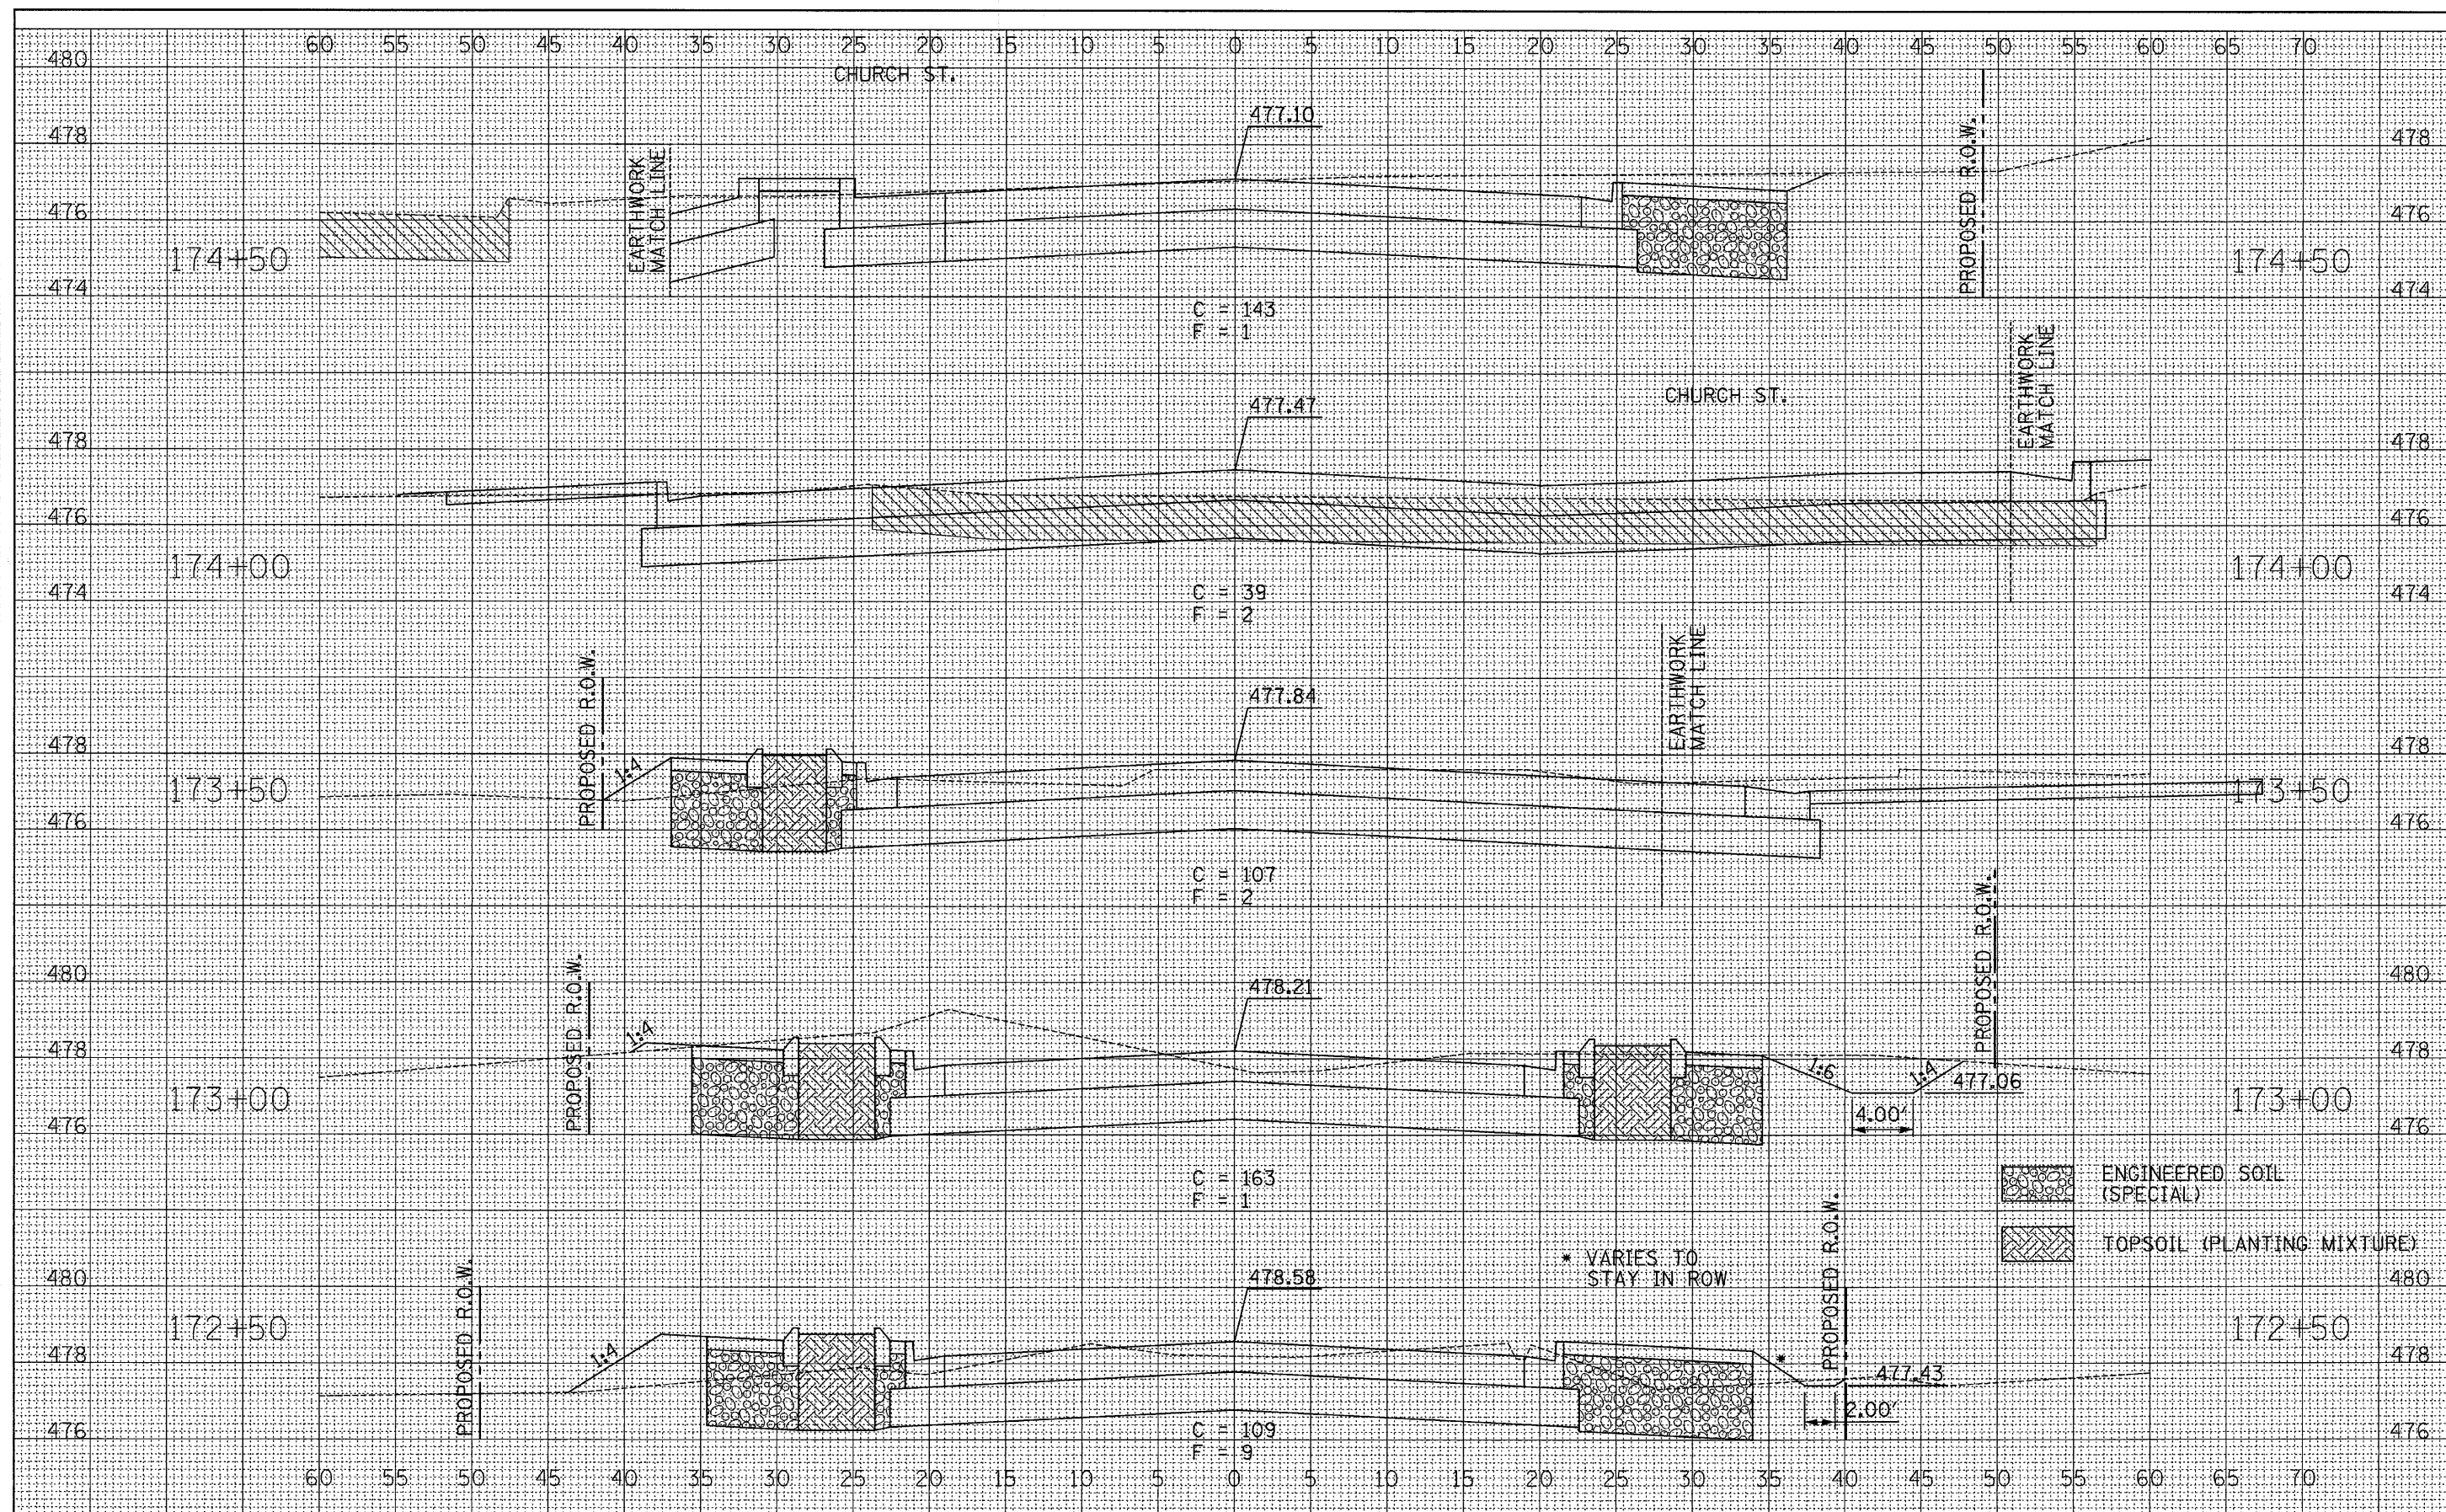 60 55 50 45 40 35 30 25 20 15 10 5 0 5 10 15 20 25 30 35 40 45 50 55 60 65 70
480
CHURCH ST.
477.10
478 478
EARTHWORK
MATCH LINE
PROPOSED R.O.W.
476 476
174+50 174+50
474 474
C = 143
F = 1
EARTHWORK
MATCH LINE
CHURCH ST.
477.47
478 478
476 476
174+00 174+00
474 474
C = 39
F = 2
EARTHWORK
MATCH LINE
PROPOSED R.O.W.
477.84
478 478
1:4
173+50 173+50
476 476
C = 107
F = 2
PROPOSED R.O.W.
PROPOSED R.O.W.
480 480
478.21
1:4
478 478
1:6
1:4
477.06
173+00 173+00
4.00'
476 476
C = 163
F = 1
ENGINEERED SOIL
(SPECIAL)
TOPSOIL (PLANTING MIXTURE)
* VARIES TO
STAY IN ROW
PROPOSED R.O.W.
PROPOSED R.O.W.
480 480
478.58
172+50 172+50
1:4
*
478 478
477.43
2.00'
476 476
C = 109
F = 9
60 55 50 45 40 35 30 25 20 15 10 5 0 5 10 15 20 25 30 35 40 45 50 55 60 65 70